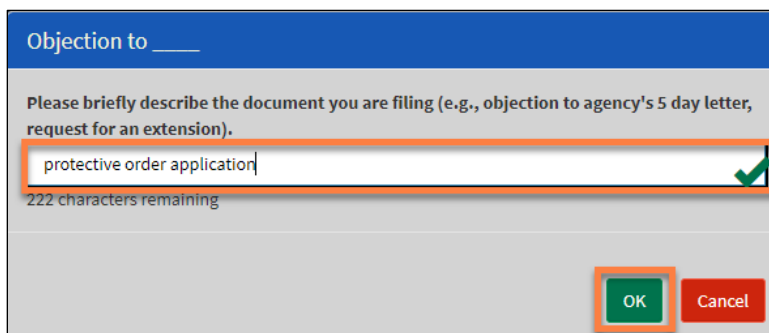 Objection to ____
Please briefly describe the document you are filing (e.g., objection to agency's 5 day letter,
request for an extension).
protective order application
222 characters remaining
OK
Cancel